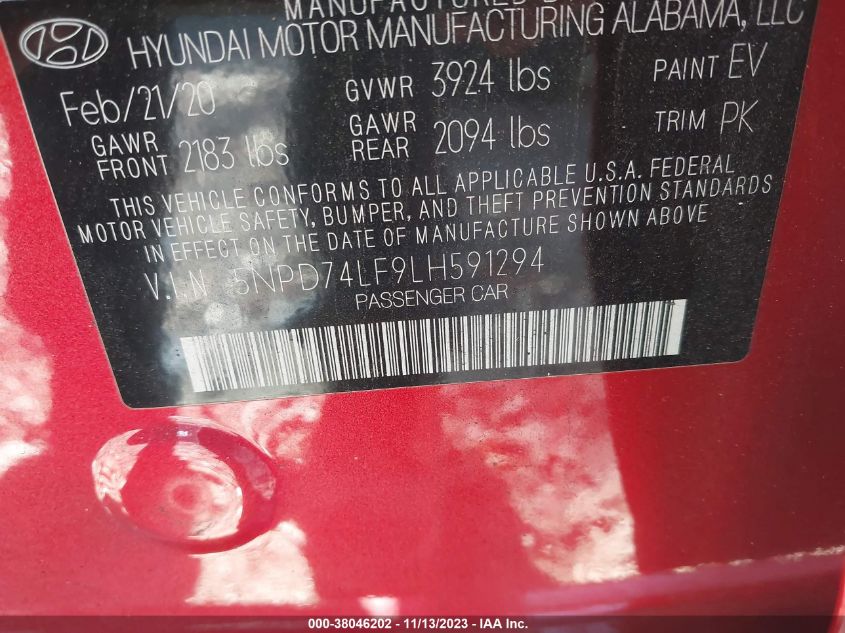 MANUFACTURED B
HYUNDAI MOTOR MANUFACTURING ALABAMA, LLC
Feb/21/20 GVWR 3924 lbs PAINT EV
GAWR FRONT 2183 lbs GAWR REAR 2094 lbs TRIM PK
THIS VEHICLE CONFORMS TO ALL APPLICABLE U.S.A. FEDERAL
MOTOR VEHICLE SAFETY, BUMPER, AND THEFT PREVENTION STANDARDS
IN EFFECT ON THE DATE OF MANUFACTURE SHOWN ABOVE
V.I.N 5NPD74LF9LH591294
PASSENGER CAR
000-38046202 - 11/13/2023 - IAA Inc.